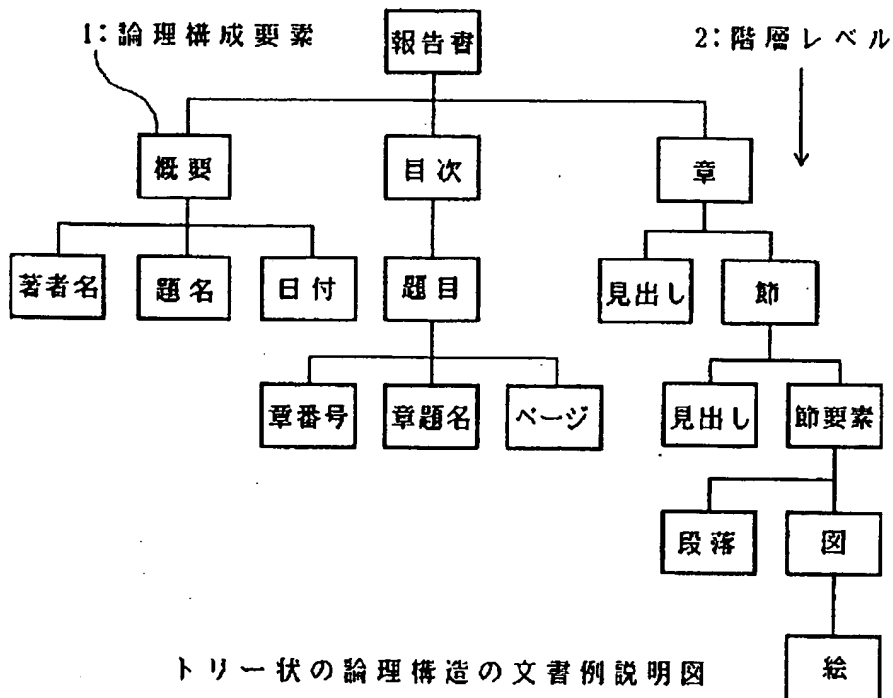 1:論理構成要素
報告書
2:階層レベル
概要
目次
章
著者名
題名
日付
題目
見出し
節
章番号
章題名
ページ
見出し
節要素
段落
図
絵
トリー状の論理構造の文書例説明図